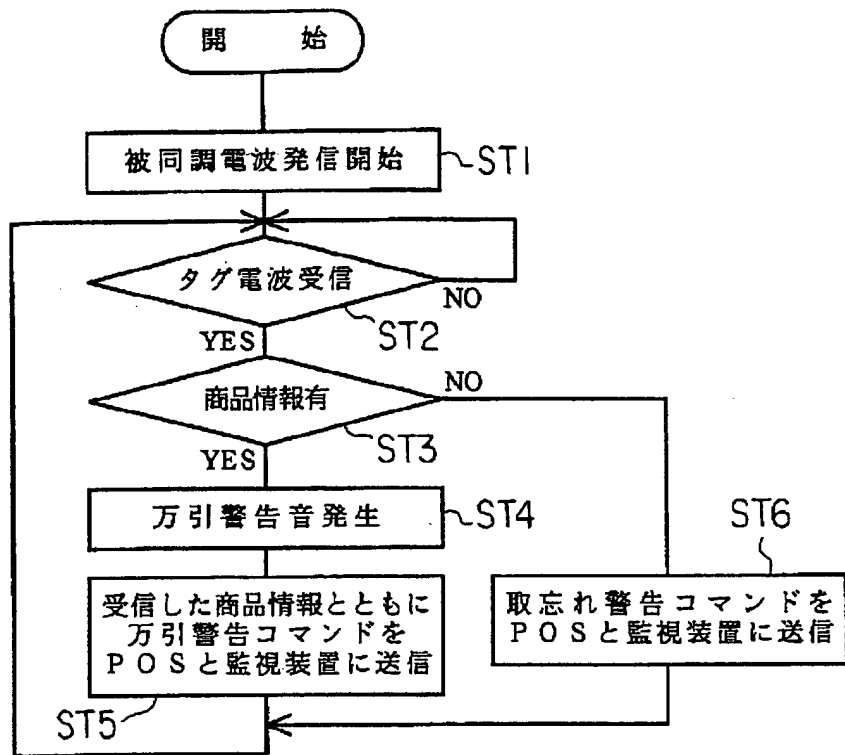 開 始
被同調電波発信開始
ST1
タグ電波受信
NO
ST2
YES
商品情報有
NO
ST3
YES
万引警告音発生
ST4
受信した商品情報とともに
万引警告コマンドを
POSと監視装置に送信
ST5
ST6
取忘れ警告コマンドを
POSと監視装置に送信